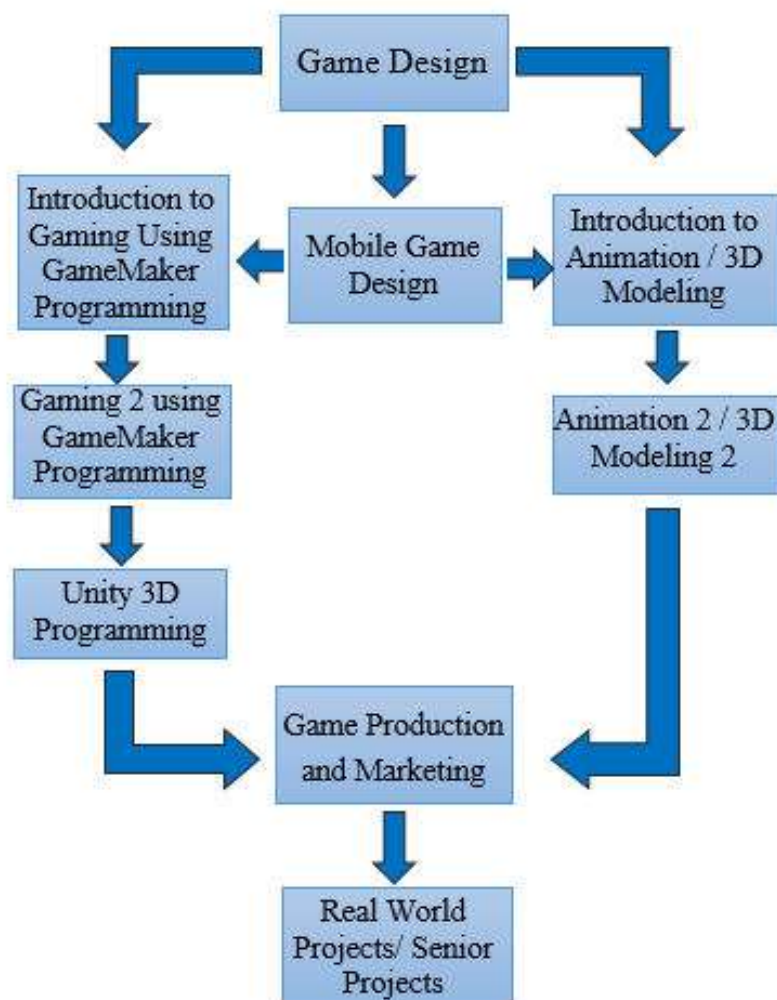 Game Design
Introduction to
Gaming Using
GameMaker
Programming
Mobile Game
Design
Introduction to
Animation / 3D
Modeling
Gaming 2 using
GameMaker
Programming
Animation 2 / 3D
Modeling 2
Unity 3D
Programming
Game Production
and Marketing
Real World
Projects/ Senior
Projects